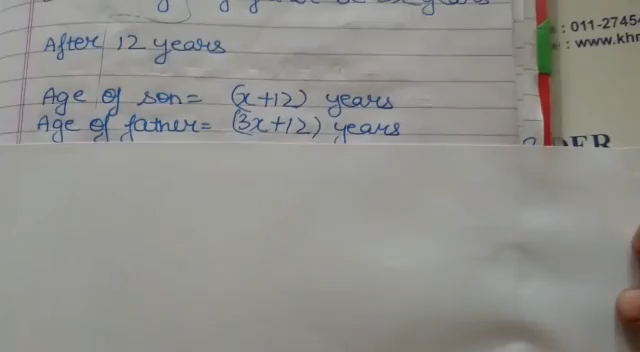 After 12 years
Age of son = (x+12) years
Age of father = (3x+12) years
: 011-2745
: www.kh